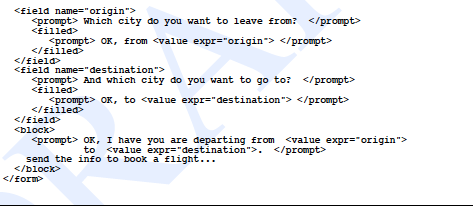 <field name="origin">
<prompt> Which city do you want to leave from? </prompt>
<filled>
<prompt> OK, from <value expr="origin"> </prompt>
</filled>
</field>
<field name="destination">
<prompt> And which city do you want to go to? </prompt>
<filled>
<prompt> OK, to <value expr="destination"> </prompt>
</filled>
</field>
<block>
<prompt> OK, I have you are departing from <value expr="origin">
to <value expr="destination">. </prompt>
send the info to book a flight...
</block>
</form>